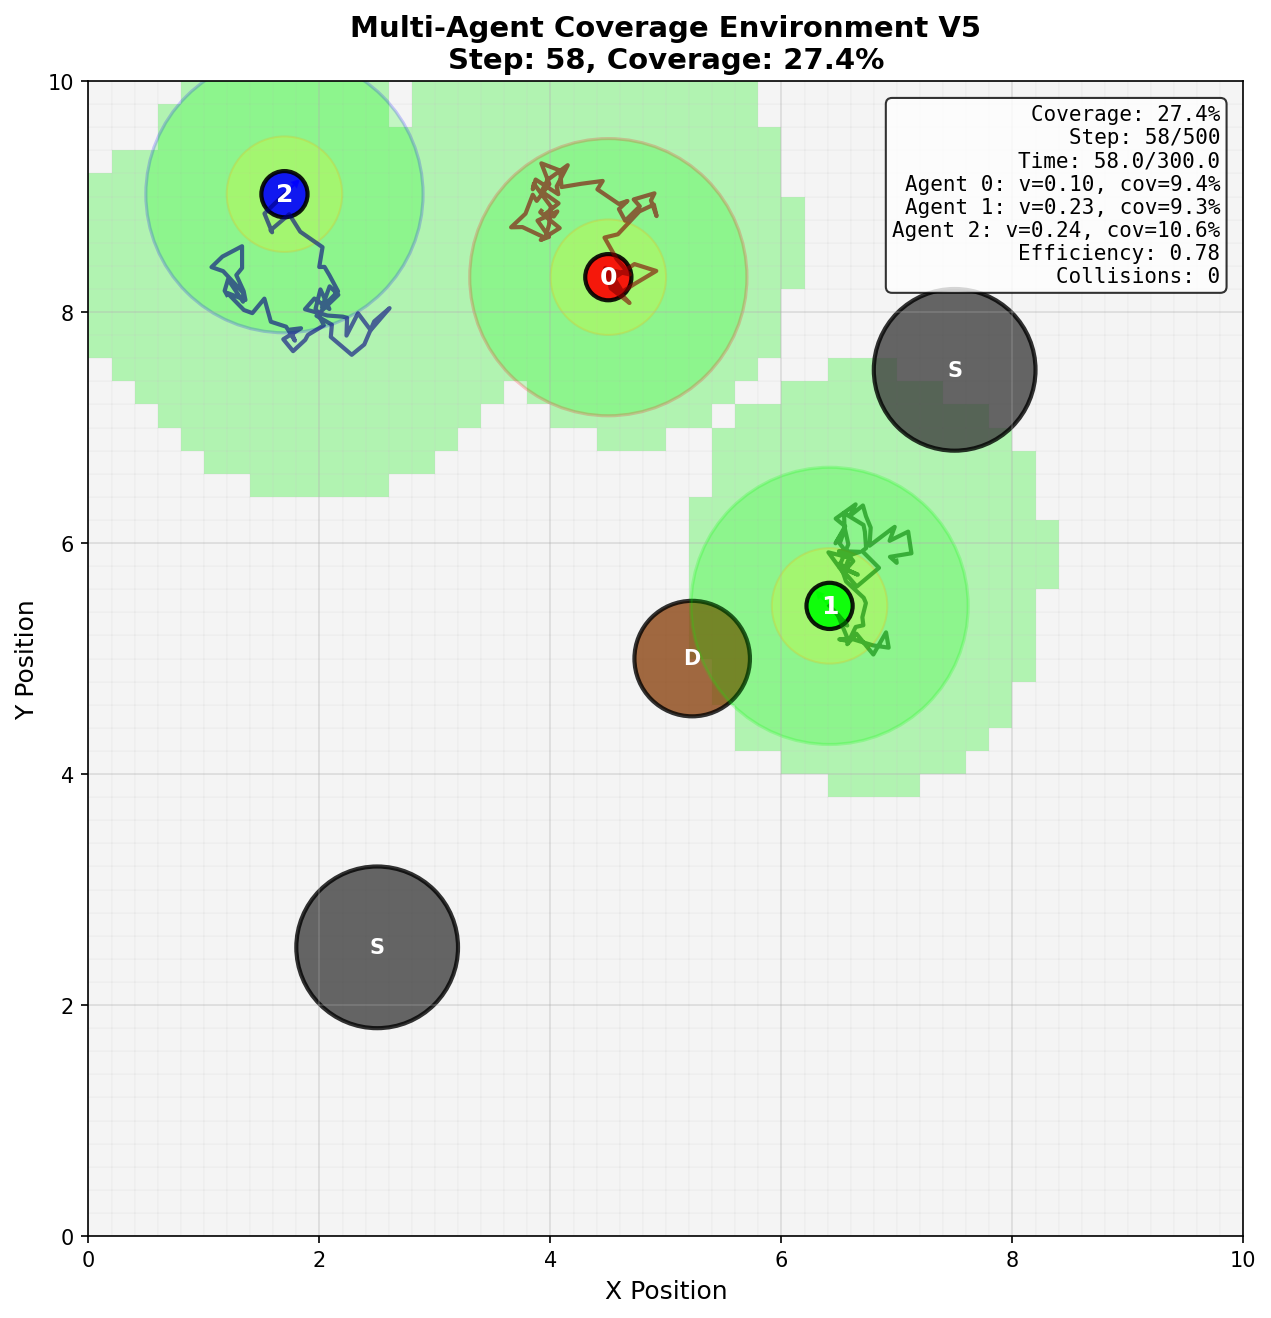 Multi-Agent Coverage Environment V5
Step: 58, Coverage: 27.4%
Coverage: 27.4%
Step: 58/500
Time: 58.0/300.0
Agent 0: v=0.10, cov=9.4%
Agent 1: v=0.23, cov=9.3%
Agent 2: v=0.24, cov=10.6%
Efficiency: 0.78
Collisions: 0
10
8
6
4
2
0
Y Position
2
0
S
1
D
S
0
2
4
6
8
10
X Position